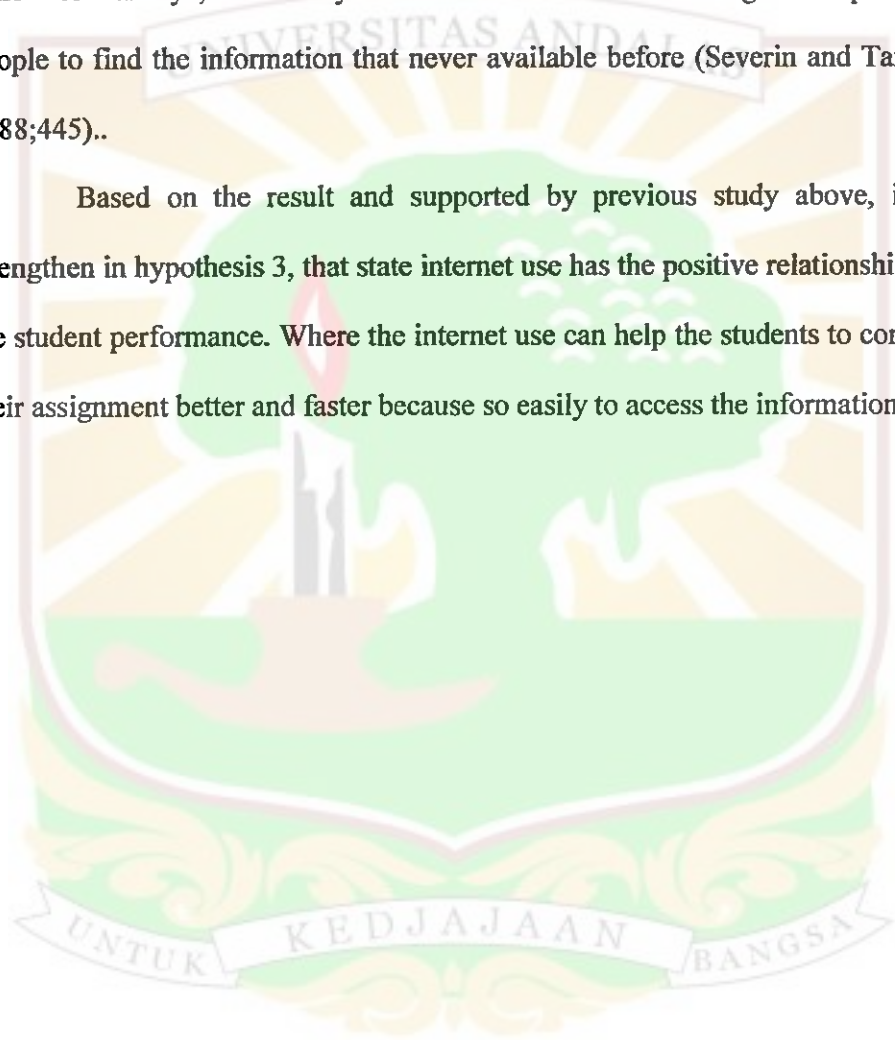 UNIVERSITAS ANDALAS
ople to find the information that never available before (Severin and Ta
88;445)..
Based on the result and supported by previous study above, i
engthen in hypothesis 3, that state internet use has the positive relationshi
e student performance. Where the internet use can help the students to co
eir assignment better and faster because so easily to access the information
UNTUK KEDJAJAAN BANGSA